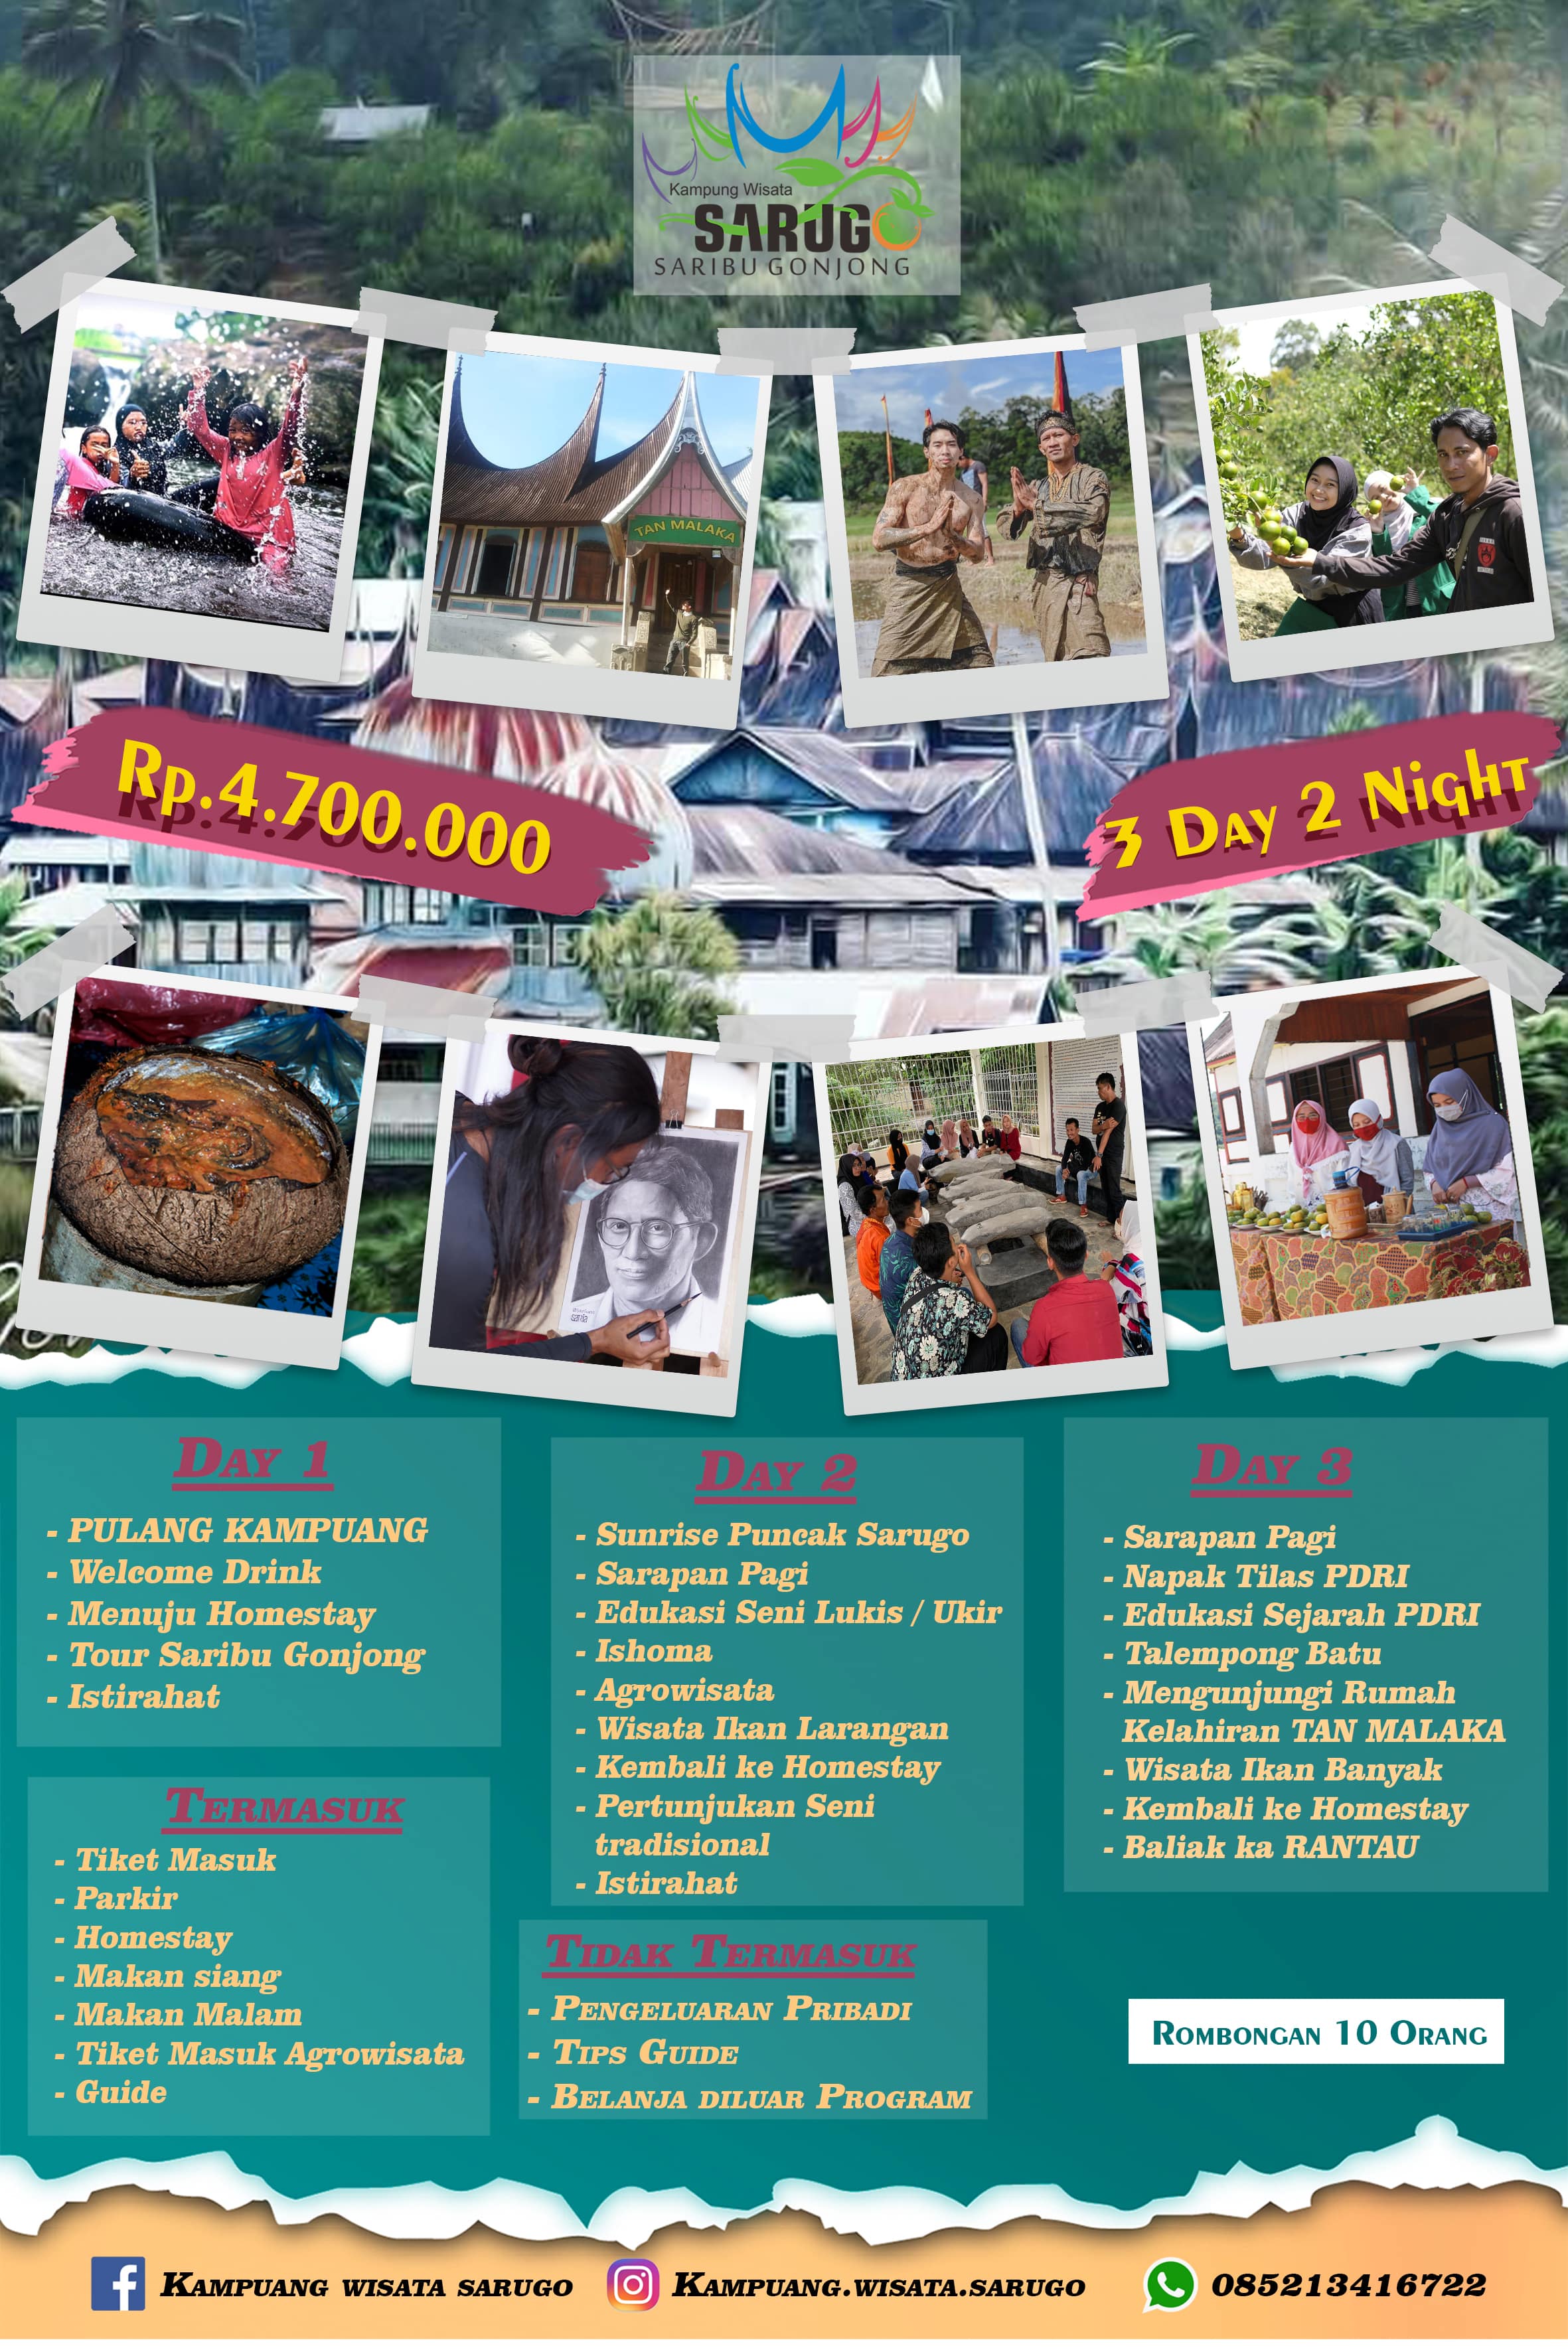 Kampung Wisata
SARUGO
SARIBU GONJONG
TAN MALAKA
Rp.4.700.000
3 Day 2 Night
Day 1
- PULANG KAMPUANG
- Welcome Drink
- Menuju Homestay
- Tour Saribu Gonjong
- Istirahat
Termasuk
- Tiket Masuk
- Parkir
- Homestay
- Makan siang
- Makan Malam
- Tiket Masuk Agrowisata
- Guide
Day 2
- Sunrise Puncak Sarugo
- Sarapan Pagi
- Edukasi Seni Lukis / Ukir
- Ishoma
- Agrowisata
- Wisata Ikan Larangan
- Kembali ke Homestay
- Pertunjukan Seni
tradisional
- Istirahat
Tidak Termasuk
- Pengeluaran Pribadi
- Tips Guide
- Belanja diluar Program
Day 3
- Sarapan Pagi
- Napak Tilas PDRI
- Edukasi Sejarah PDRI
- Talempong Batu
- Mengunjungi Rumah
Kelahiran TAN MALAKA
- Wisata Ikan Banyak
- Kembali ke Homestay
- Baliak ka RANTAU
Rombongan 10 Orang
Kampuang wisata sarugo
Kampuang.wisata.sarugo
085213416722